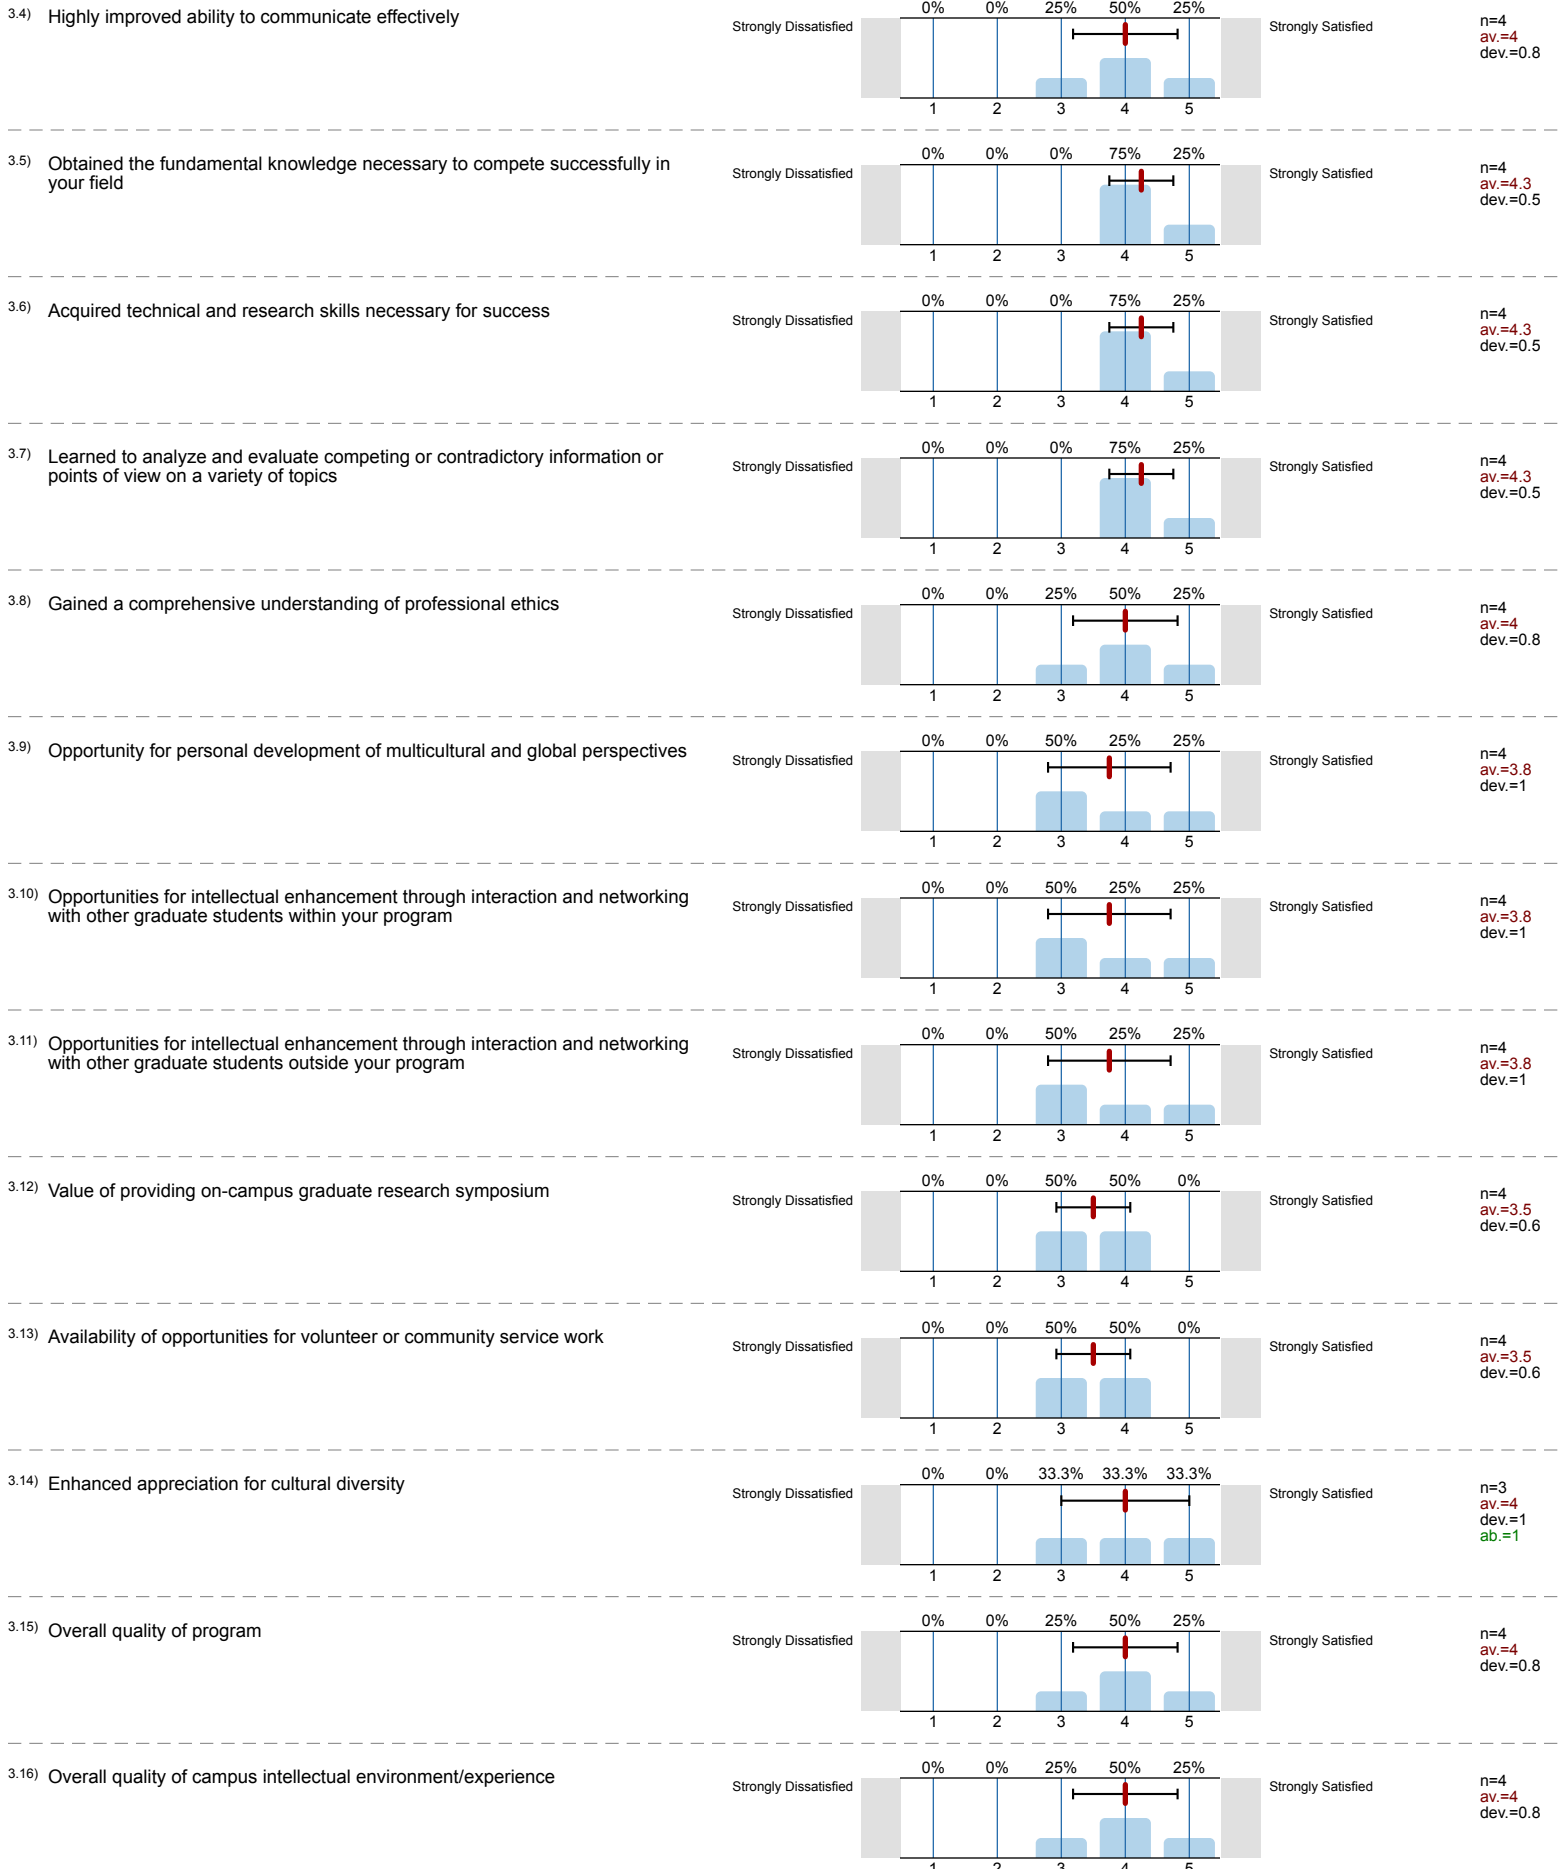 3.4) Highly improved ability to communicate effectively
0% 0% 25% 50% 25%
Strongly Dissatisfied Strongly Satisfied
n=4
av.=4
dev.=0.8
1 2 3 4 5
3.5) Obtained the fundamental knowledge necessary to compete successfully in
your field
0% 0% 0% 75% 25%
Strongly Dissatisfied Strongly Satisfied
n=4
av.=4.3
dev.=0.5
1 2 3 4 5
3.6) Acquired technical and research skills necessary for success
0% 0% 0% 75% 25%
Strongly Dissatisfied Strongly Satisfied
n=4
av.=4.3
dev.=0.5
1 2 3 4 5
3.7) Learned to analyze and evaluate competing or contradictory information or
points of view on a variety of topics
0% 0% 0% 75% 25%
Strongly Dissatisfied Strongly Satisfied
n=4
av.=4.3
dev.=0.5
1 2 3 4 5
3.8) Gained a comprehensive understanding of professional ethics
0% 0% 25% 50% 25%
Strongly Dissatisfied Strongly Satisfied
n=4
av.=4
dev.=0.8
1 2 3 4 5
3.9) Opportunity for personal development of multicultural and global perspectives
0% 0% 50% 25% 25%
Strongly Dissatisfied Strongly Satisfied
n=4
av.=3.8
dev.=1
1 2 3 4 5
3.10) Opportunities for intellectual enhancement through interaction and networking
with other graduate students within your program
0% 0% 50% 25% 25%
Strongly Dissatisfied Strongly Satisfied
n=4
av.=3.8
dev.=1
1 2 3 4 5
3.11) Opportunities for intellectual enhancement through interaction and networking
with other graduate students outside your program
0% 0% 50% 25% 25%
Strongly Dissatisfied Strongly Satisfied
n=4
av.=3.8
dev.=1
1 2 3 4 5
3.12) Value of providing on-campus graduate research symposium
0% 0% 50% 50% 0%
Strongly Dissatisfied Strongly Satisfied
n=4
av.=3.5
dev.=0.6
1 2 3 4 5
3.13) Availability of opportunities for volunteer or community service work
0% 0% 50% 50% 0%
Strongly Dissatisfied Strongly Satisfied
n=4
av.=3.5
dev.=0.6
1 2 3 4 5
3.14) Enhanced appreciation for cultural diversity
0% 0% 33.3% 33.3% 33.3%
Strongly Dissatisfied Strongly Satisfied
n=3
av.=4
dev.=1
ab.=1
1 2 3 4 5
3.15) Overall quality of program
0% 0% 25% 50% 25%
Strongly Dissatisfied Strongly Satisfied
n=4
av.=4
dev.=0.8
1 2 3 4 5
3.16) Overall quality of campus intellectual environment/experience
0% 0% 25% 50% 25%
Strongly Dissatisfied Strongly Satisfied
n=4
av.=4
dev.=0.8
1 2 3 4 5